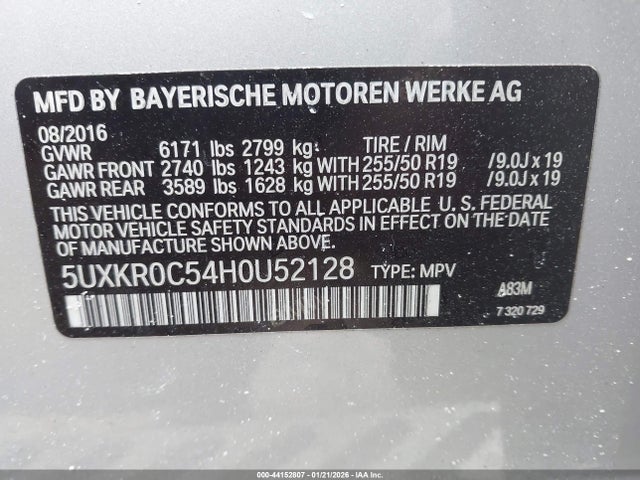 MFD BY BAYERISCHE MOTOREN WERKE AG
08/2016
GVWR 6171 lbs 2799 kg TIRE / RIM
GAWR FRONT 2740 lbs 1243 kg WITH 255/50 R19 /9.0J x 19
GAWR REAR 3589 lbs 1628 kg WITH 255/50 R19 /9.0J x 19
THIS VEHICLE CONFORMS TO ALL APPLICABLE U. S. FEDERAL
MOTOR VEHICLE SAFETY STANDARDS IN EFFECT ON THE DATE
OF MANUFACTURE SHOWN ABOVE.
5UXKR0C54H0U52128 TYPE: MPV
A83M
7 320 729
000-44152807 | 01/21/2026 | IAA Inc.